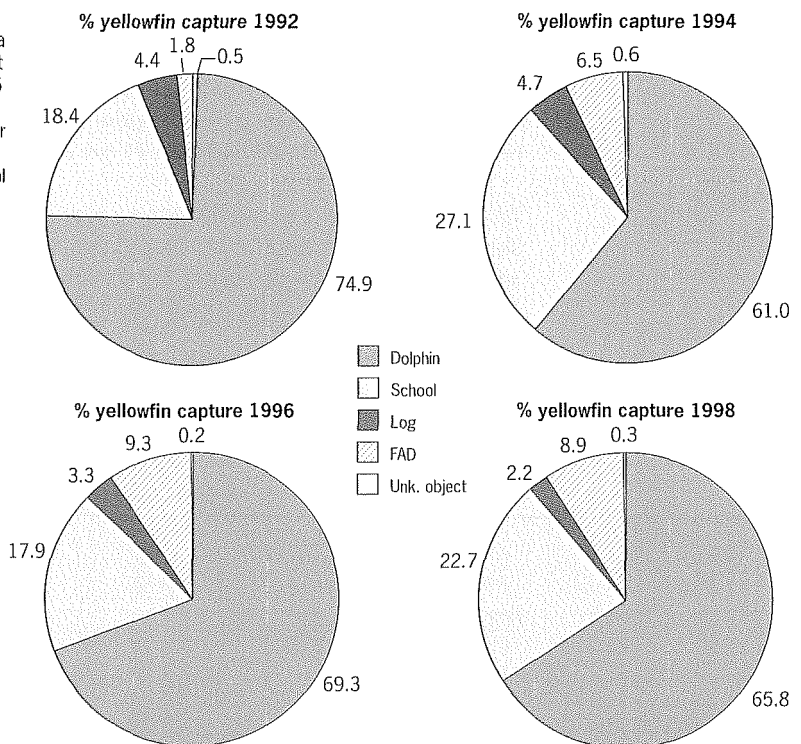 a
t
r
al
% yellowfin capture 1992
4.4 1.8 0.5
18.4
74.9
% yellowfin capture 1994
4.7 6.5 0.6
27.1
61.0
Dolphin
School
Log
FAD
Unk. object
% yellowfin capture 1996
3.3 9.3 0.2
17.9
69.3
% yellowfin capture 1998
2.2 8.9 0.3
22.7
65.8